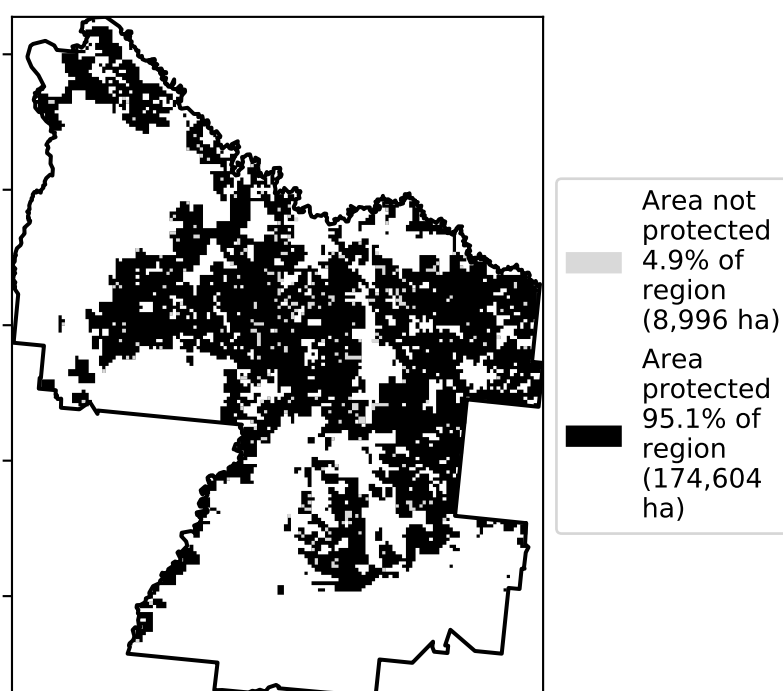 Area not
protected
4.9% of
region
(8,996 ha)
Area
protected
95.1% of
region
(174,604
ha)